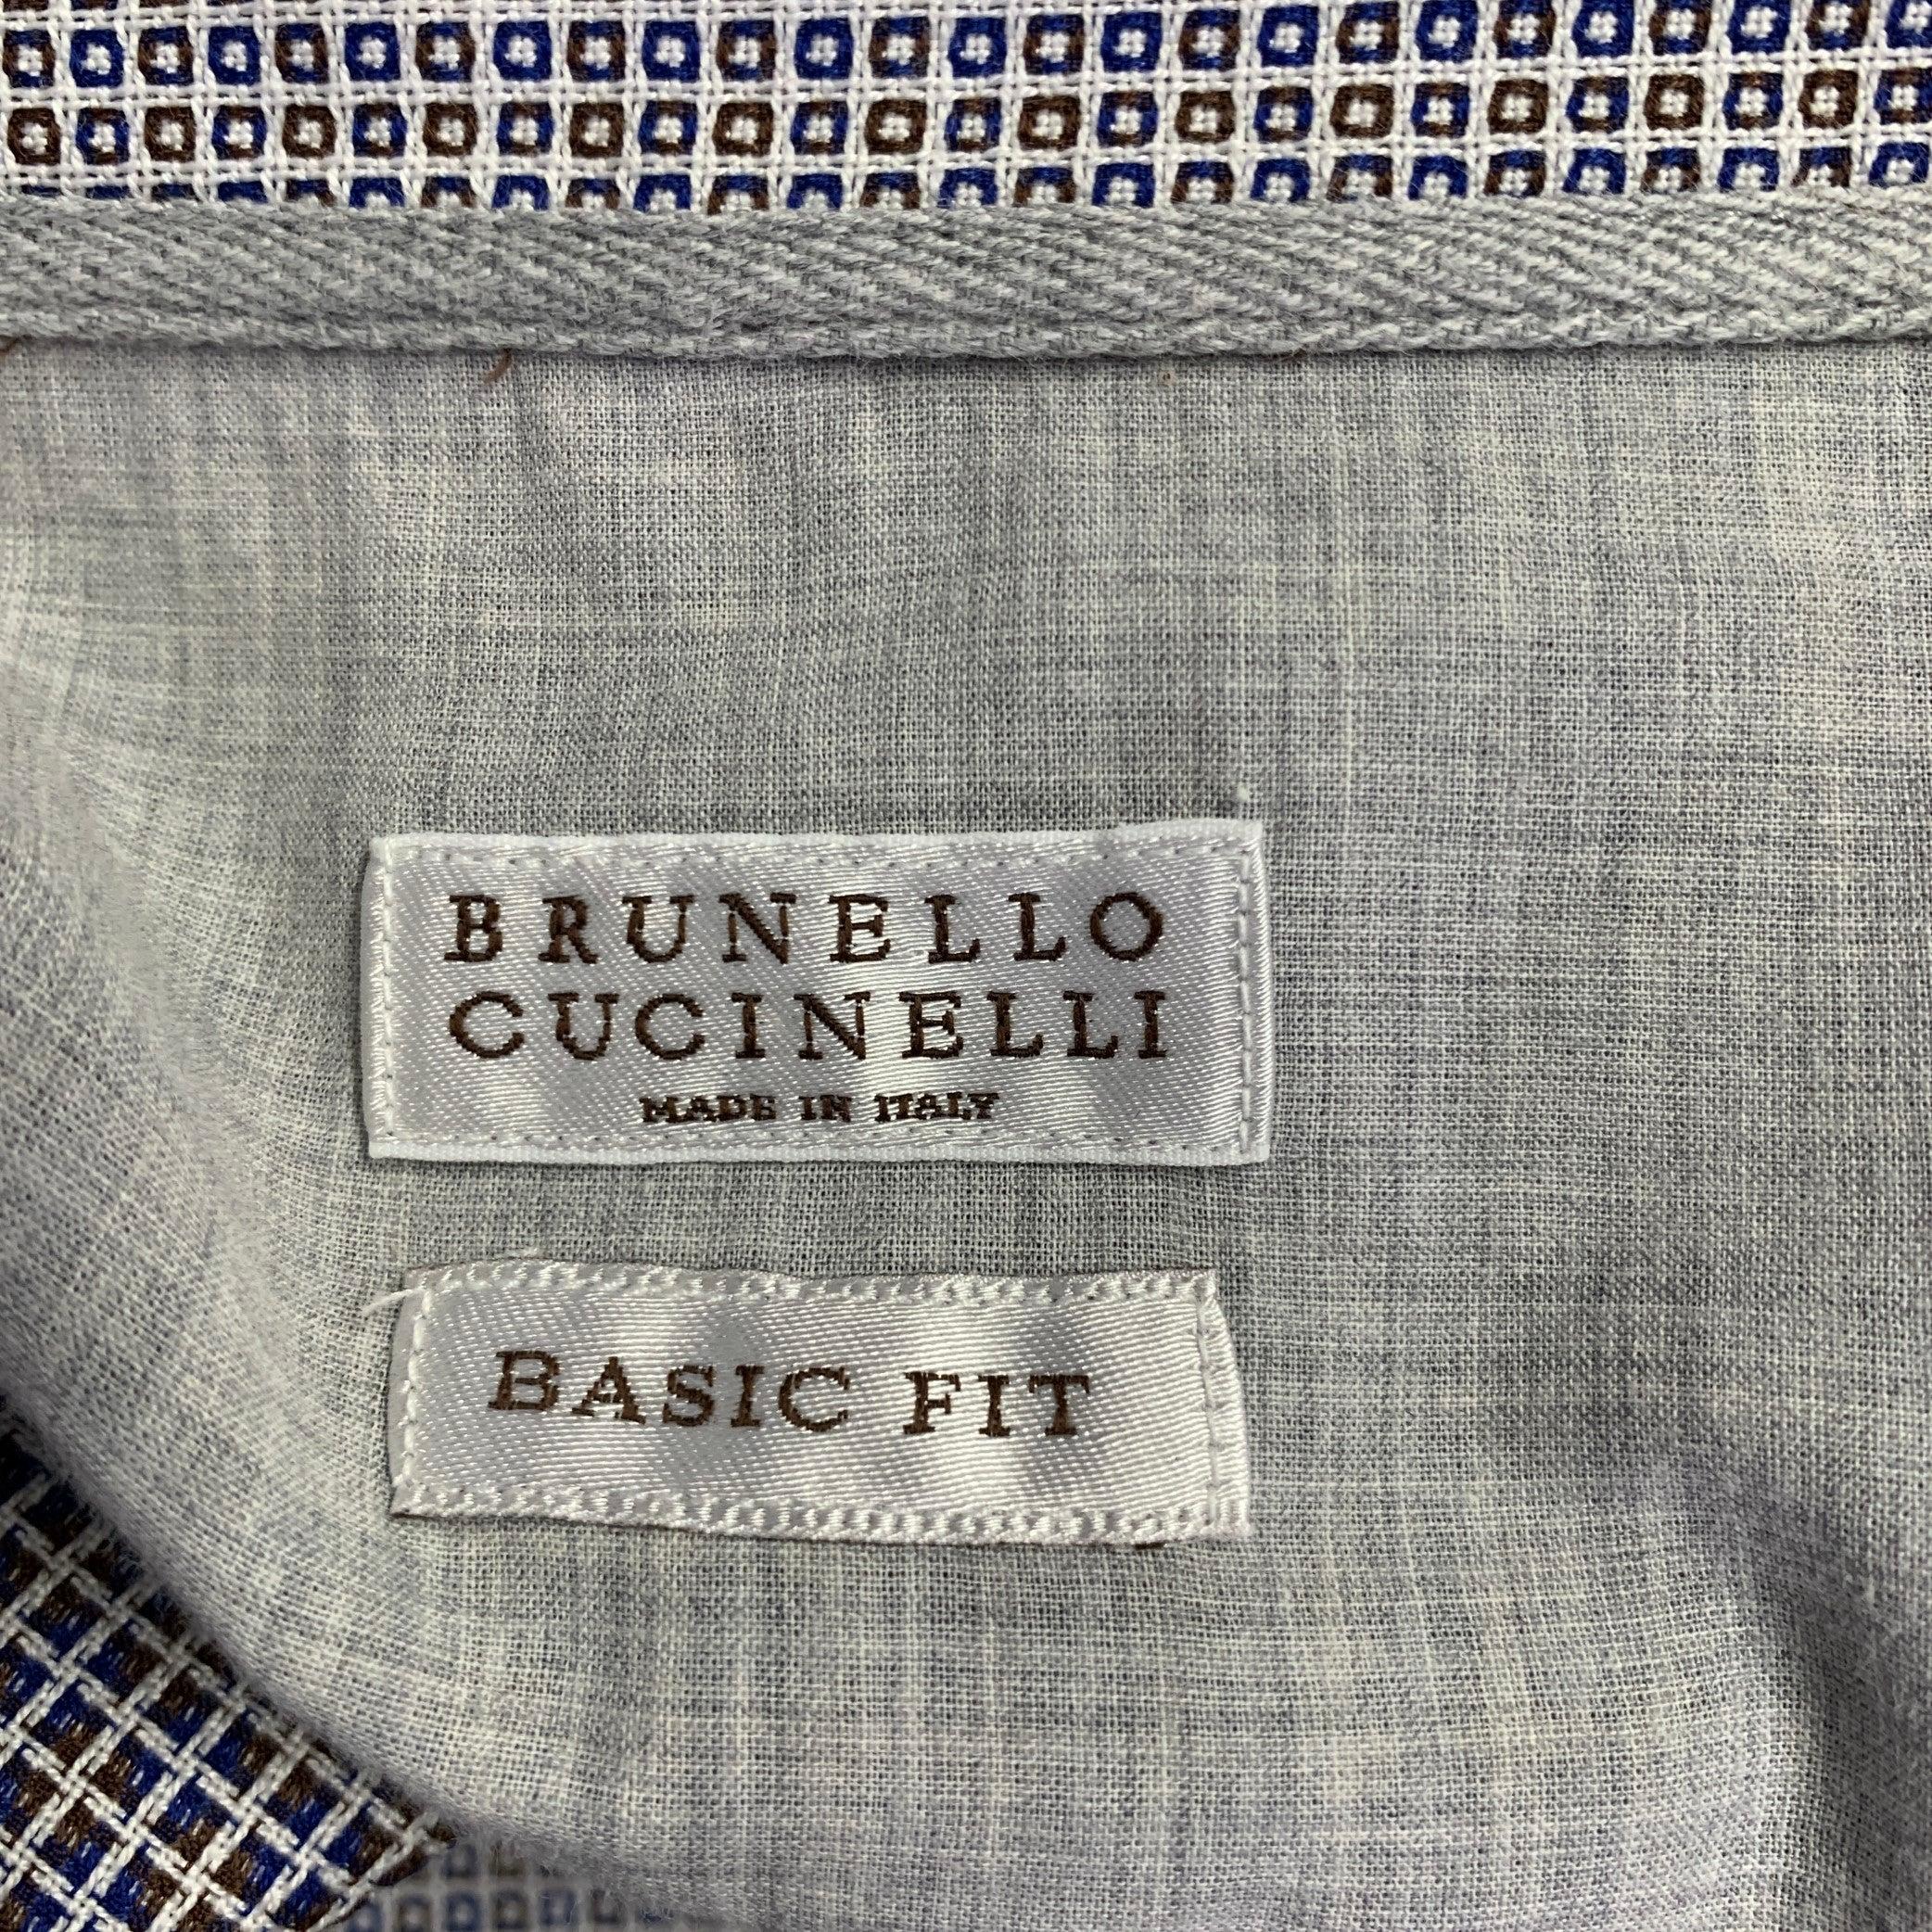 BRUNELLO
CUCINELLI
MADE IN ITALY
BASIC FIT